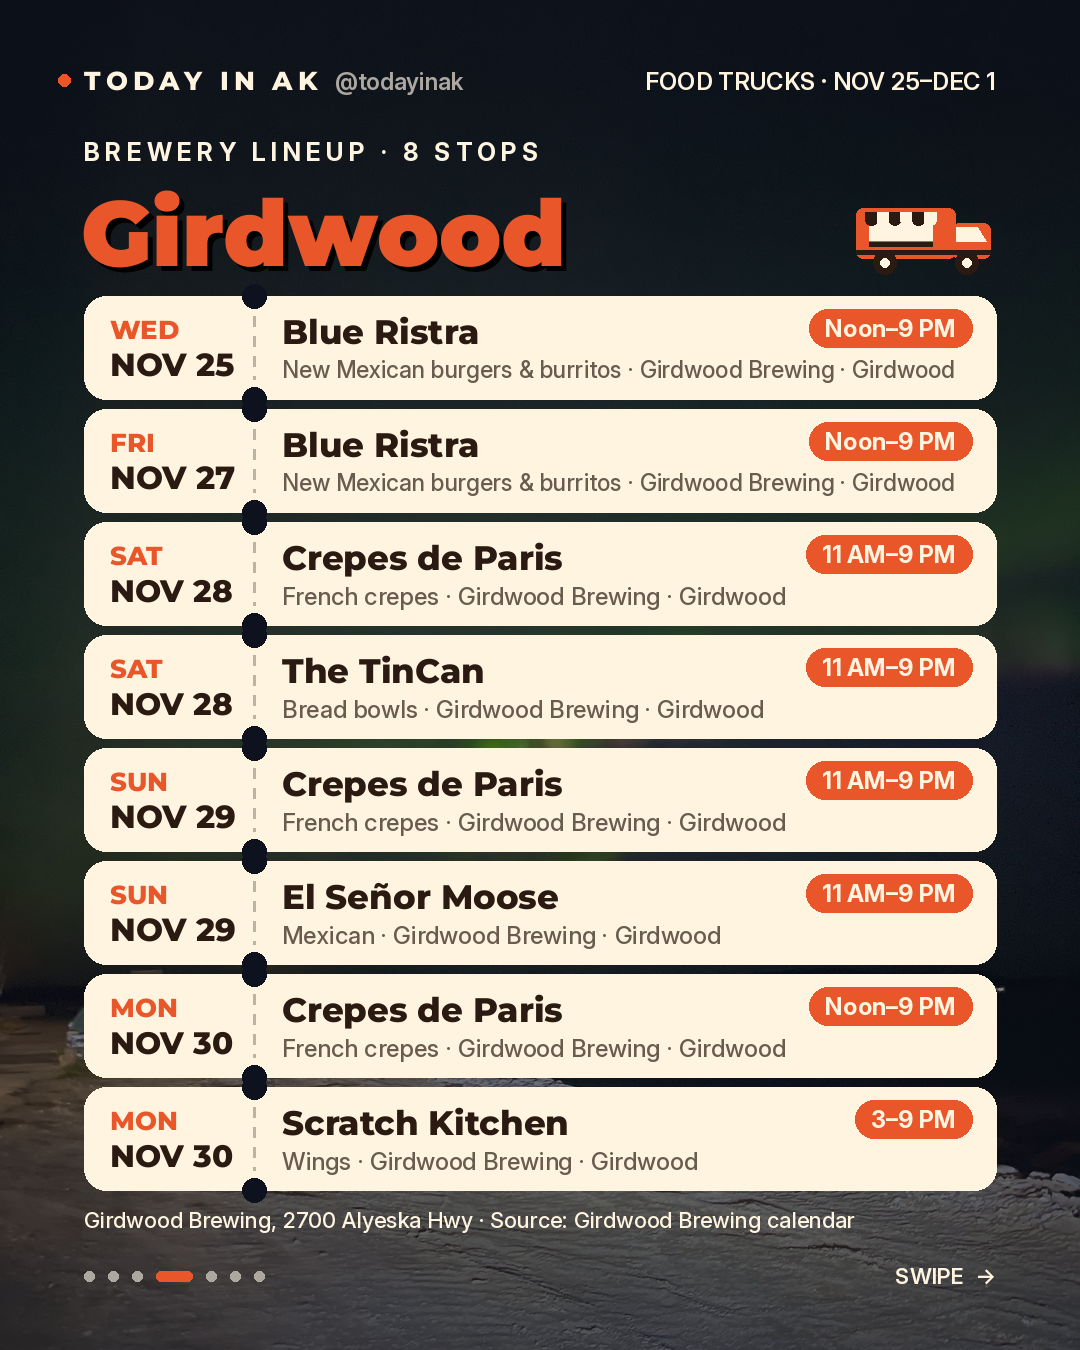 TODAY IN AK @todayinak
FOOD TRUCKS · NOV 25–DEC 1
BREWERY LINEUP · 8 STOPS
Girdwood
WED
NOV 25
Blue Ristra
Noon–9 PM
New Mexican burgers & burritos · Girdwood Brewing · Girdwood
FRI
NOV 27
Blue Ristra
Noon–9 PM
New Mexican burgers & burritos · Girdwood Brewing · Girdwood
SAT
NOV 28
Crepes de Paris
11 AM–9 PM
French crepes · Girdwood Brewing · Girdwood
SAT
NOV 28
The TinCan
11 AM–9 PM
Bread bowls · Girdwood Brewing · Girdwood
SUN
NOV 29
Crepes de Paris
11 AM–9 PM
French crepes · Girdwood Brewing · Girdwood
SUN
NOV 29
El Señor Moose
11 AM–9 PM
Mexican · Girdwood Brewing · Girdwood
MON
NOV 30
Crepes de Paris
Noon–9 PM
French crepes · Girdwood Brewing · Girdwood
MON
NOV 30
Scratch Kitchen
3–9 PM
Wings · Girdwood Brewing · Girdwood
Girdwood Brewing, 2700 Alyeska Hwy · Source: Girdwood Brewing calendar
SWIPE →